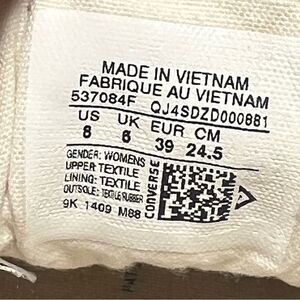 MADE IN VIETNAM
FABRIQUE AU VIETNAM
537084F QJ4SDZD000881
US UK EUR CM
8 6 39 24.5
GENDER: WOMENS
UPPER: TEXTILE
LINING: TEXTILE
OUTSOLE: TEXTILE/RUBBER
9K 1409 M88
CONVERSE